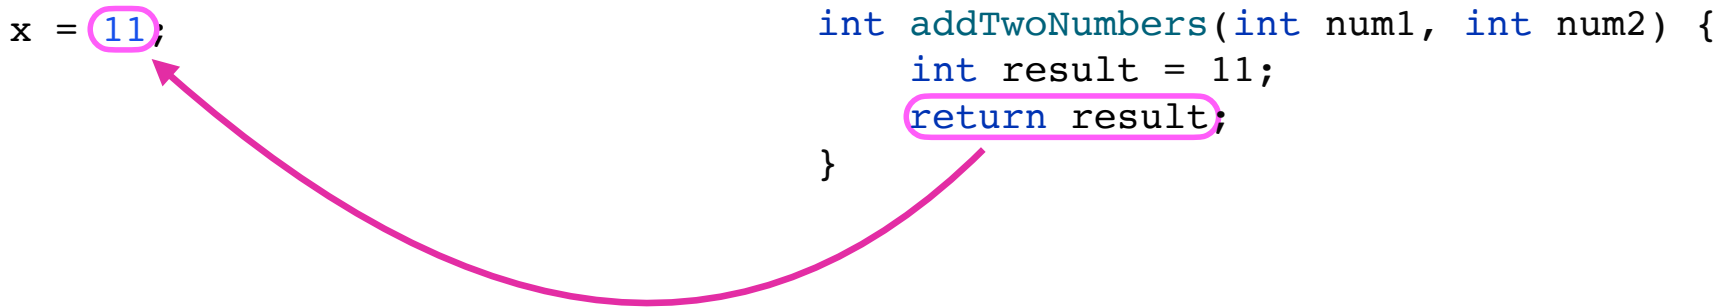 x = 11;
int addTwoNumbers(int num1, int num2) {
    int result = 11;
    return result;
}